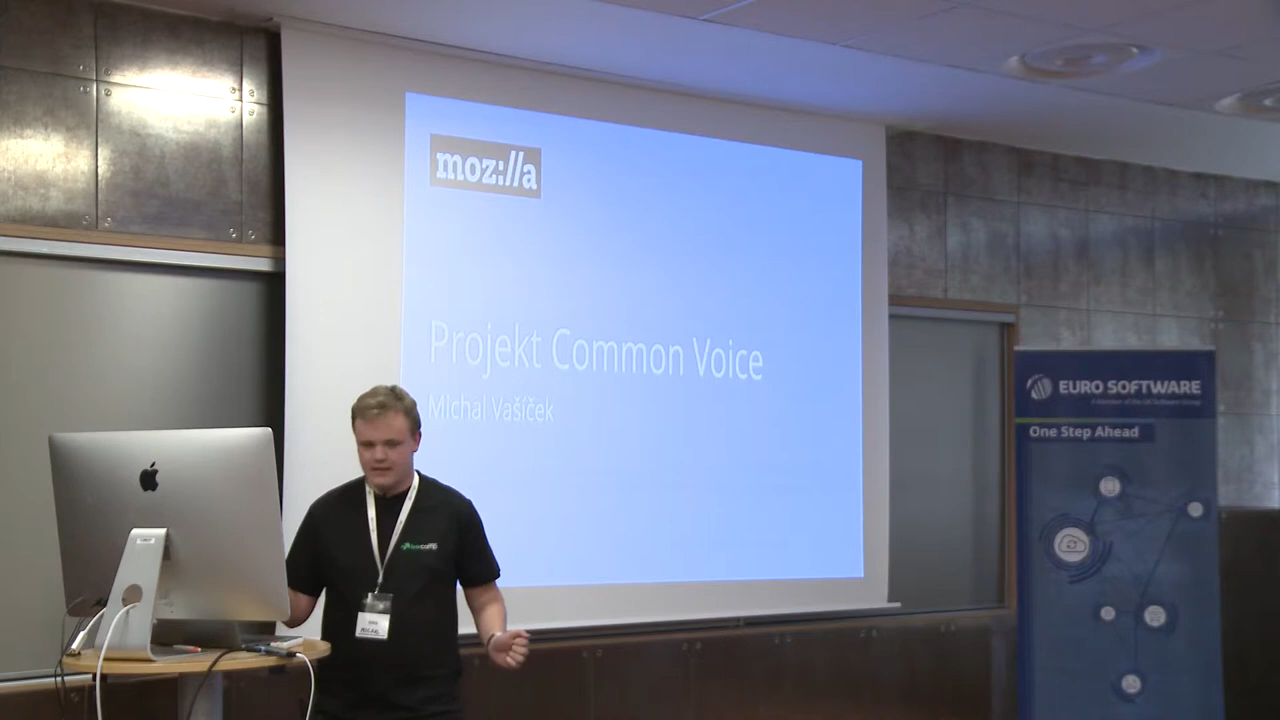 moz://a
Projekt Common Voice
Michal Vašíček
EURO SOFTWARE
One Step Ahead